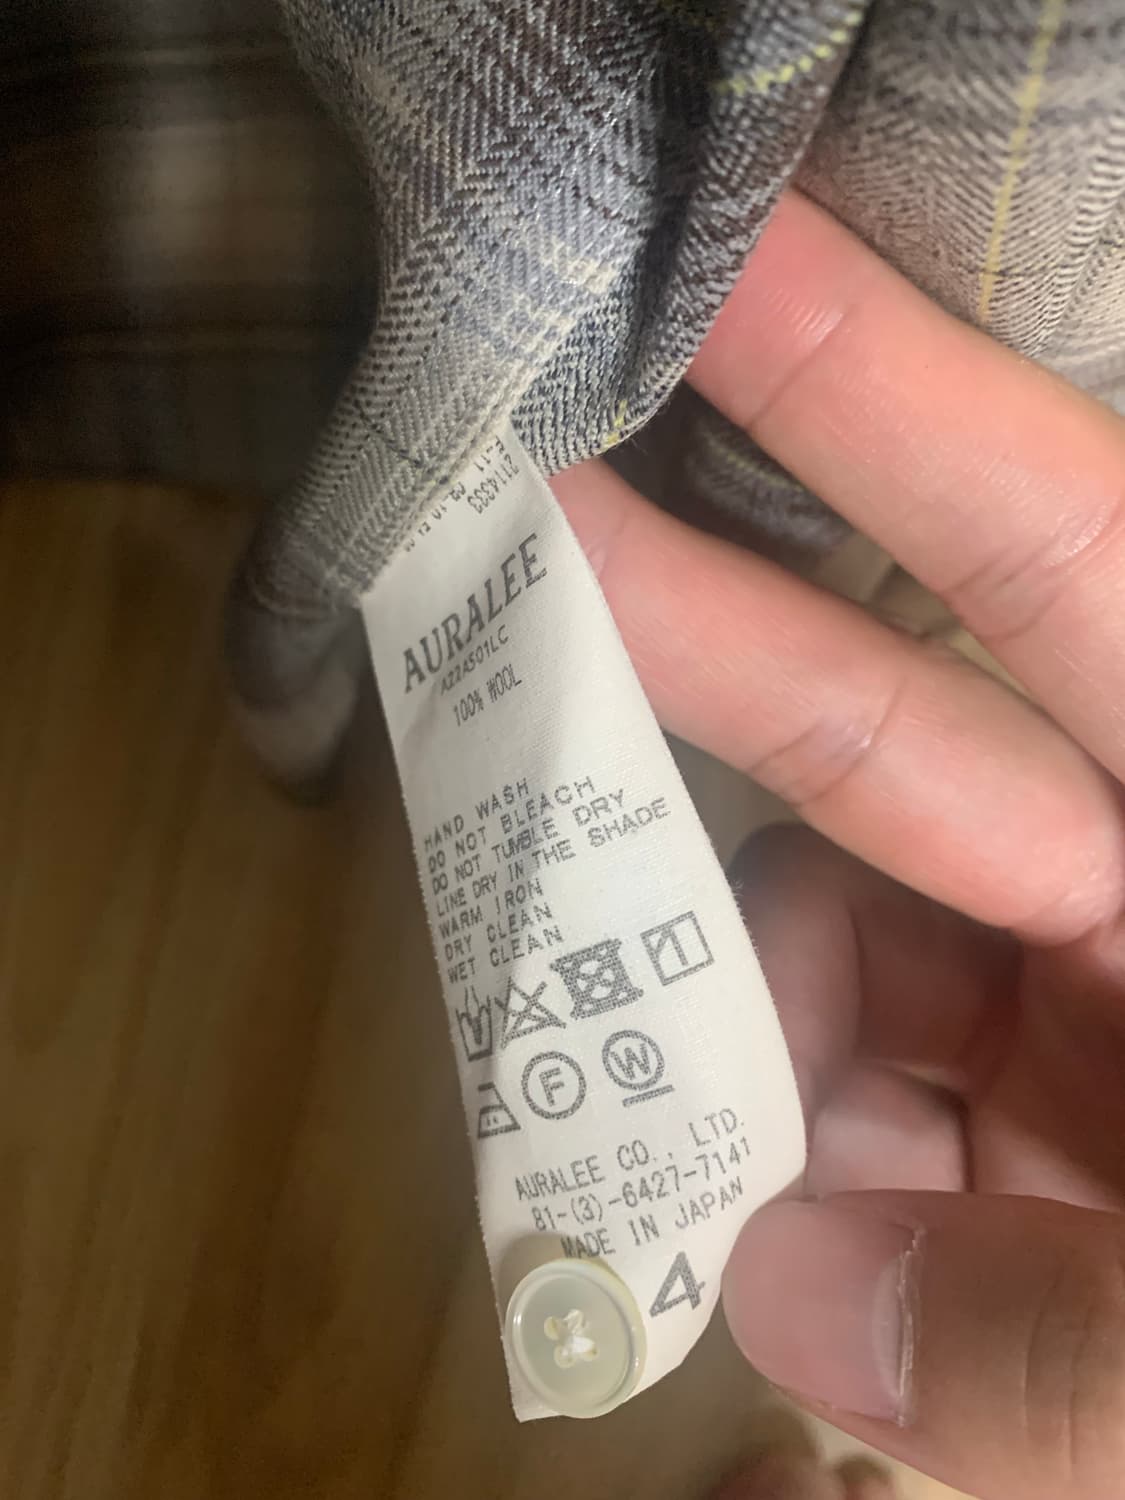 2114333
AURALEE
A22AS01LC
100% WOOL
HAND WASH
DO NOT BLEACH
DO NOT TUMBLE DRY
LINE DRY IN THE SHADE
WARM IRON
DRY CLEAN
WET CLEAN
F W
AURALEE CO., LTD.
81-(3)-6427-7141
MADE IN JAPAN
4